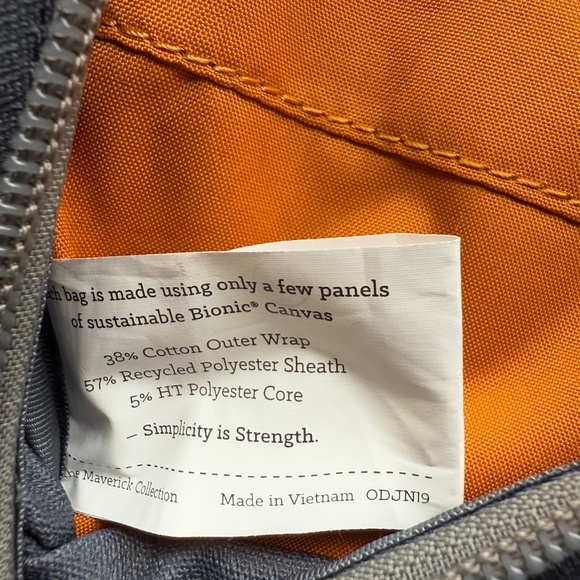 bag is made using only a few panels
of sustainable Bionic® Canvas
38% Cotton Outer Wrap
57% Recycled Polyester Sheath
5% HT Polyester Core
– Simplicity is Strength.
Maverick Collection Made in Vietnam ODJN19